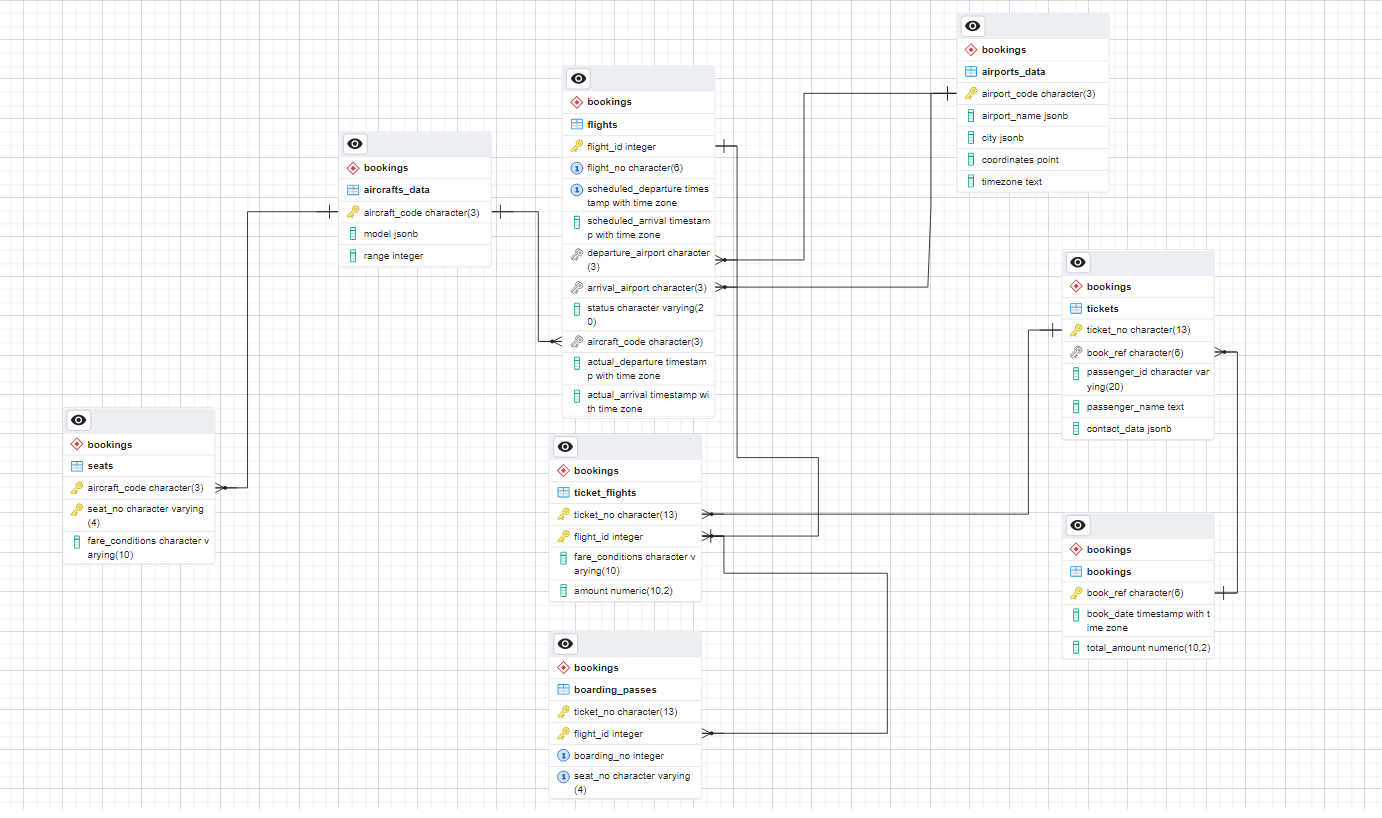 bookings
airports_data
airport_code character(3)
airport_name jsonb
city jsonb
coordinates point
timezone text
bookings
flights
flight_id integer
flight_no character(6)
scheduled_departure times
tamp with time zone
scheduled_arrival timestam
p with time zone
departure_airport character
(3)
arrival_airport character(3)
status character varying(2
0)
aircraft_code character(3)
actual_departure timestam
p with time zone
actual_arrival timestamp wi
th time zone
bookings
aircrafts_data
aircraft_code character(3)
model jsonb
range integer
bookings
tickets
ticket_no character(13)
book_ref character(6)
passenger_id character var
ying(20)
passenger_name text
contact_data jsonb
bookings
seats
aircraft_code character(3)
seat_no character varying
(4)
fare_conditions character v
arying(10)
bookings
ticket_flights
ticket_no character(13)
flight_id integer
fare_conditions character v
arying(10)
amount numeric(10,2)
bookings
bookings
book_ref character(6)
book_date timestamp with t
ime zone
total_amount numeric(10,2)
bookings
boarding_passes
ticket_no character(13)
flight_id integer
1 boarding_no integer
1 seat_no character varying
(4)